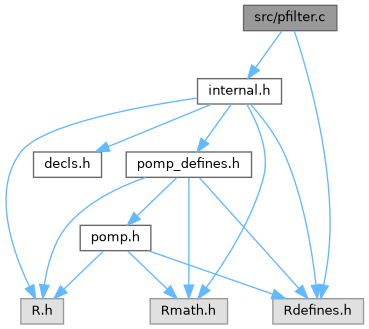 src/pfilter.c
internal.h
decls.h
pomp_defines.h
pomp.h
R.h
Rmath.h
Rdefines.h